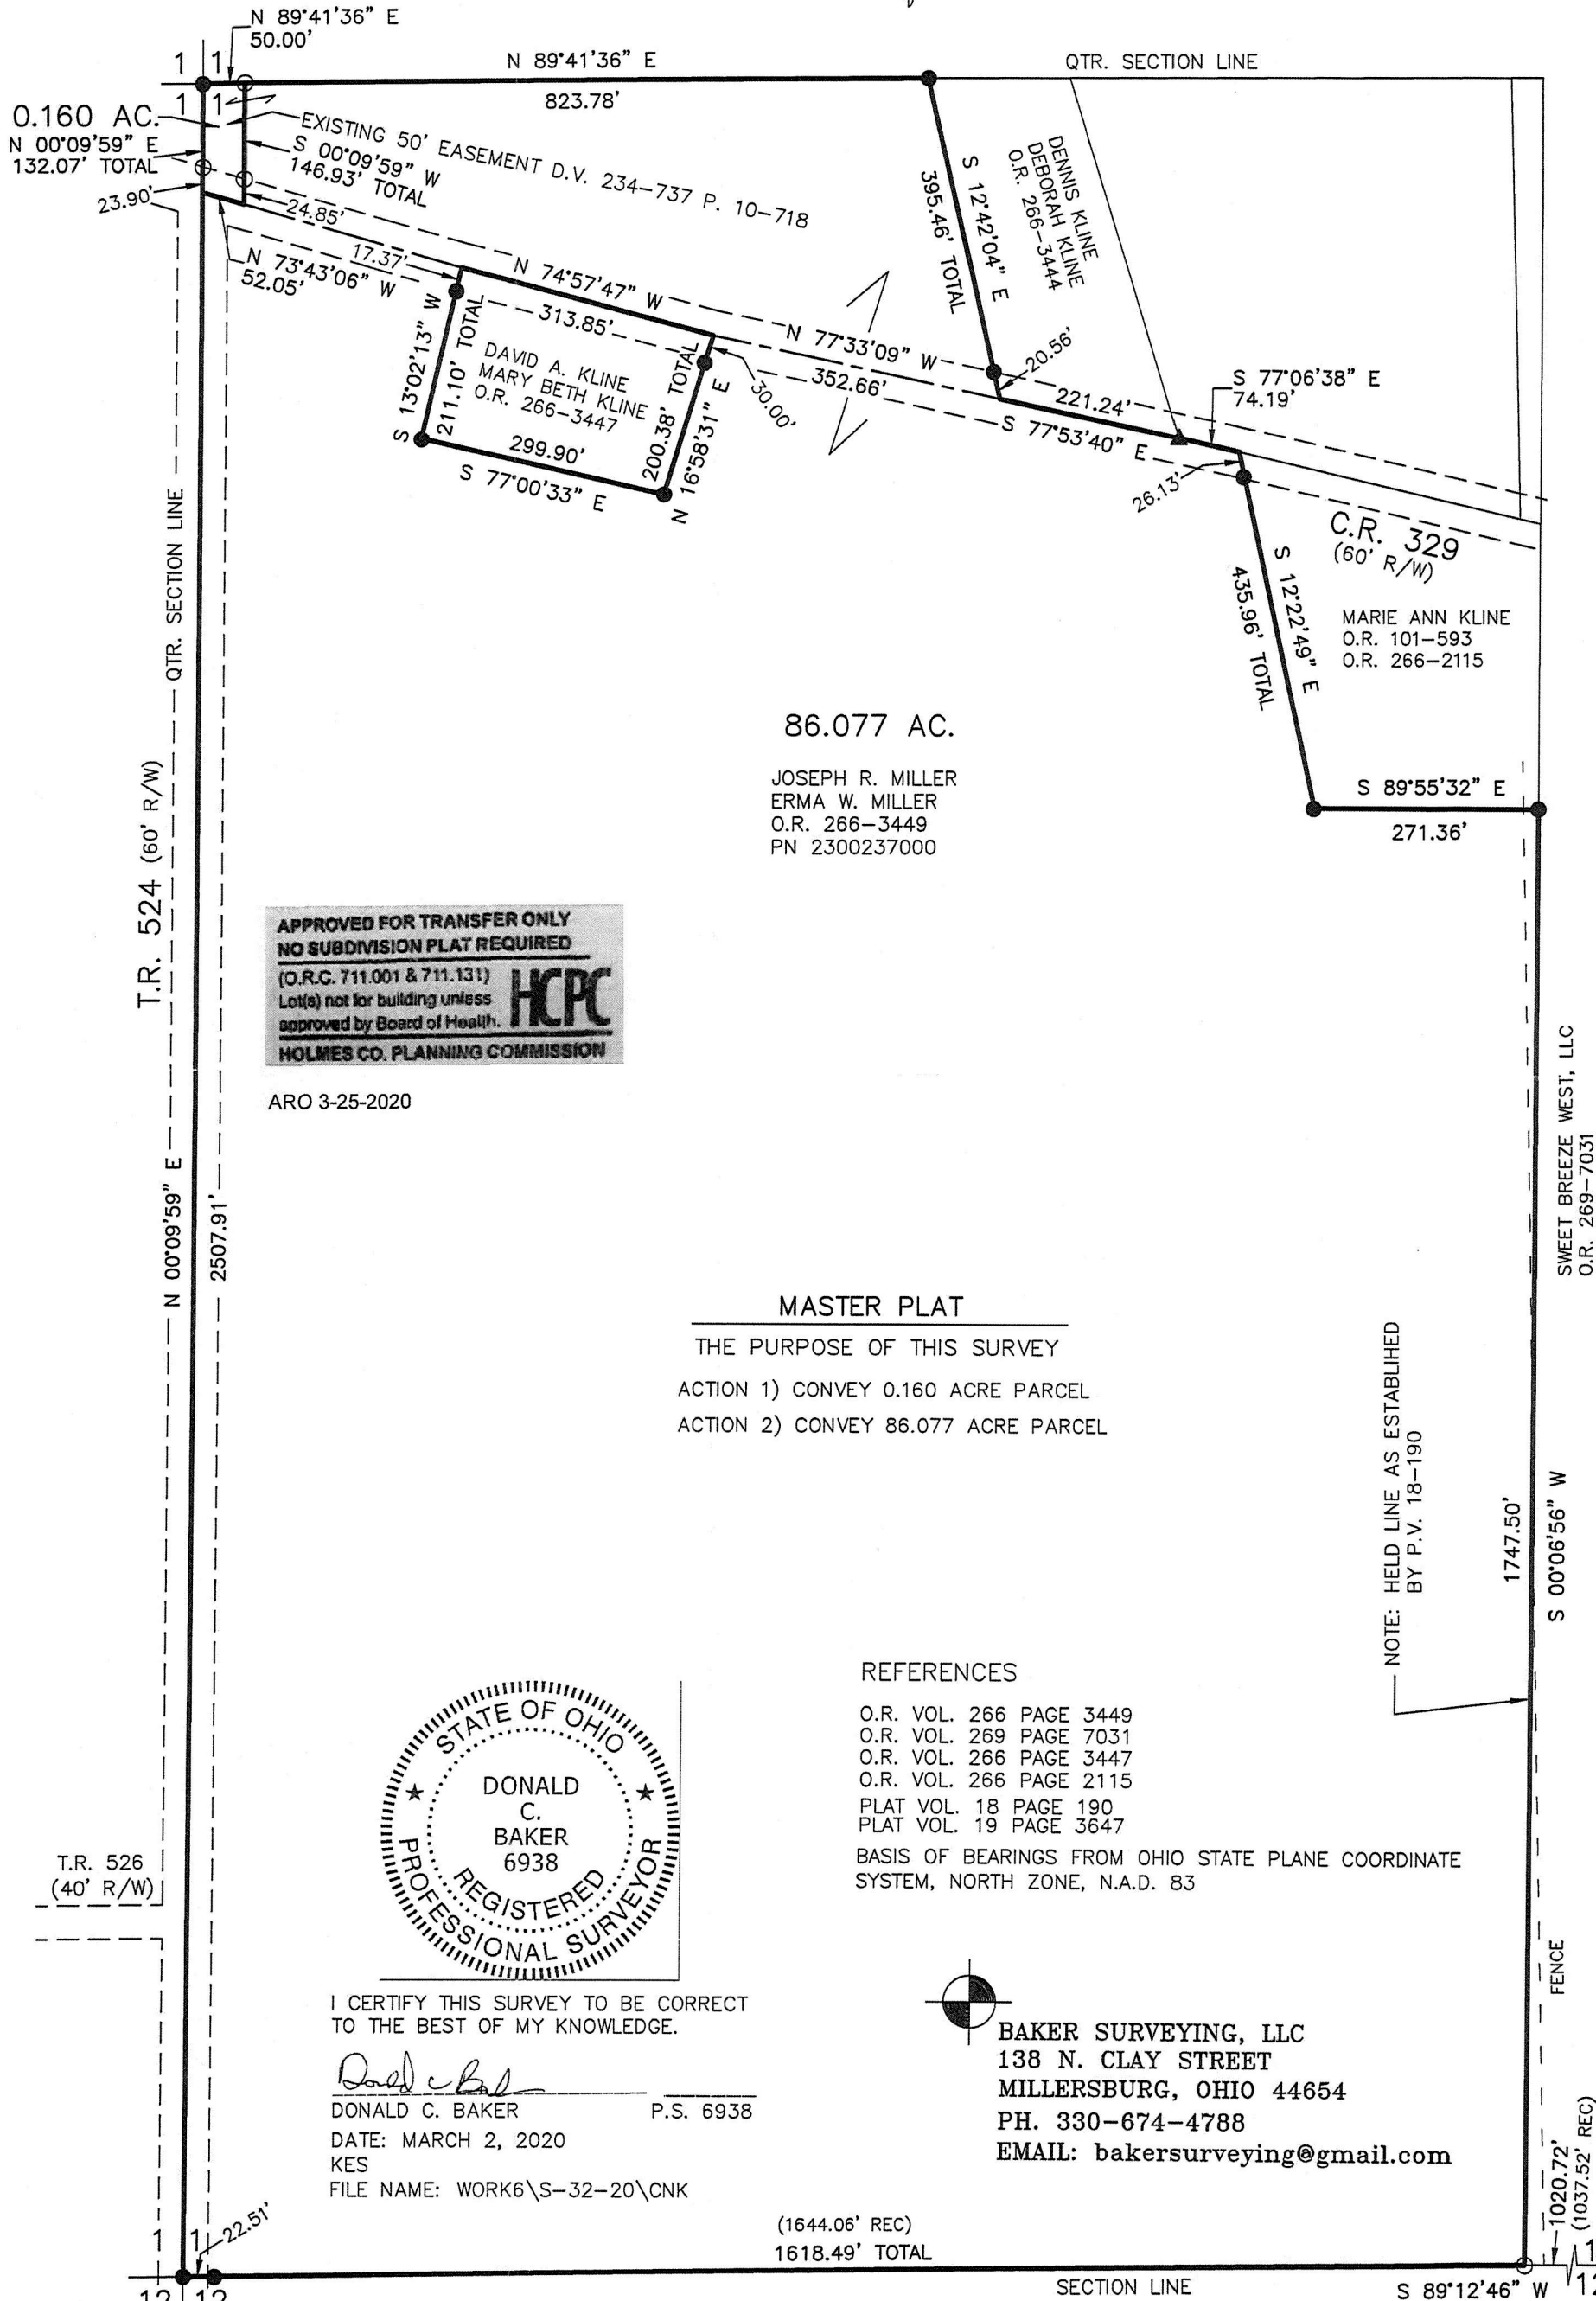 N 89°41'36" E
50.00'
N 89°41'36" E
823.78'
QTR. SECTION LINE
1 1
1 1
0.160 AC.
N 00°09'59" E
132.07' TOTAL
EXISTING 50' EASEMENT D.V. 234-737 P. 10-718
S 00°09'59" W
146.93' TOTAL
23.90'
24.85'
N 73°43'06" W
52.05'
17.37'
N 74°57'47" W
313.85'
S 13°02'13" W
211.10' TOTAL
DAVID A. KLINE
MARY BETH KLINE
O.R. 266-3447
299.90'
S 77°00'33" E
200.38' TOTAL
N 16°58'31" E
30.00'
N 77°33'09" W
352.66'
S 12°42'04" E
395.46' TOTAL
DENNIS KLINE
DEBORAH KLINE
O.R. 266-3444
20.56'
221.24'
S 77°53'40" E
S 77°06'38" E
74.19'
26.13'
C.R. 329
(60' R/W)
S 12°22'49" E
435.96' TOTAL
MARIE ANN KLINE
O.R. 101-593
O.R. 266-2115
S 89°55'32" E
271.36'
QTR. SECTION LINE
T.R. 524 (60' R/W)
N 00°09'59" E
2507.91'
86.077 AC.
JOSEPH R. MILLER
ERMA W. MILLER
O.R. 266-3449
PN 2300237000
APPROVED FOR TRANSFER ONLY
NO SUBDIVISION PLAT REQUIRED
(O.R.C. 711.001 & 711.131)
Lot(s) not for building unless
approved by Board of Health.
HCPC
HOLMES CO. PLANNING COMMISSION
ARO 3-25-2020
SWEET BREEZE WEST, LLC
O.R. 269-7031
MASTER PLAT
THE PURPOSE OF THIS SURVEY
ACTION 1) CONVEY 0.160 ACRE PARCEL
ACTION 2) CONVEY 86.077 ACRE PARCEL
NOTE: HELD LINE AS ESTABLIHED
BY P.V. 18-190
1747.50'
S 00°06'56" W
REFERENCES
O.R. VOL. 266 PAGE 3449
O.R. VOL. 269 PAGE 7031
O.R. VOL. 266 PAGE 3447
O.R. VOL. 266 PAGE 2115
PLAT VOL. 18 PAGE 190
PLAT VOL. 19 PAGE 3647
BASIS OF BEARINGS FROM OHIO STATE PLANE COORDINATE
SYSTEM, NORTH ZONE, N.A.D. 83
STATE OF OHIO
DONALD
C.
BAKER
6938
REGISTERED
PROFESSIONAL SURVEYOR
T.R. 526
(40' R/W)
I CERTIFY THIS SURVEY TO BE CORRECT
TO THE BEST OF MY KNOWLEDGE.
DONALD C. BAKER P.S. 6938
DATE: MARCH 2, 2020
KES
FILE NAME: WORK6\S-32-20\CNK
BAKER SURVEYING, LLC
138 N. CLAY STREET
MILLERSBURG, OHIO 44654
PH. 330-674-4788
EMAIL: bakersurveying@gmail.com
FENCE
1020.72'
(1037.52' REC)
22.51'
(1644.06' REC)
1618.49' TOTAL
SECTION LINE
S 89°12'46" W
1 1
12 12
1
12